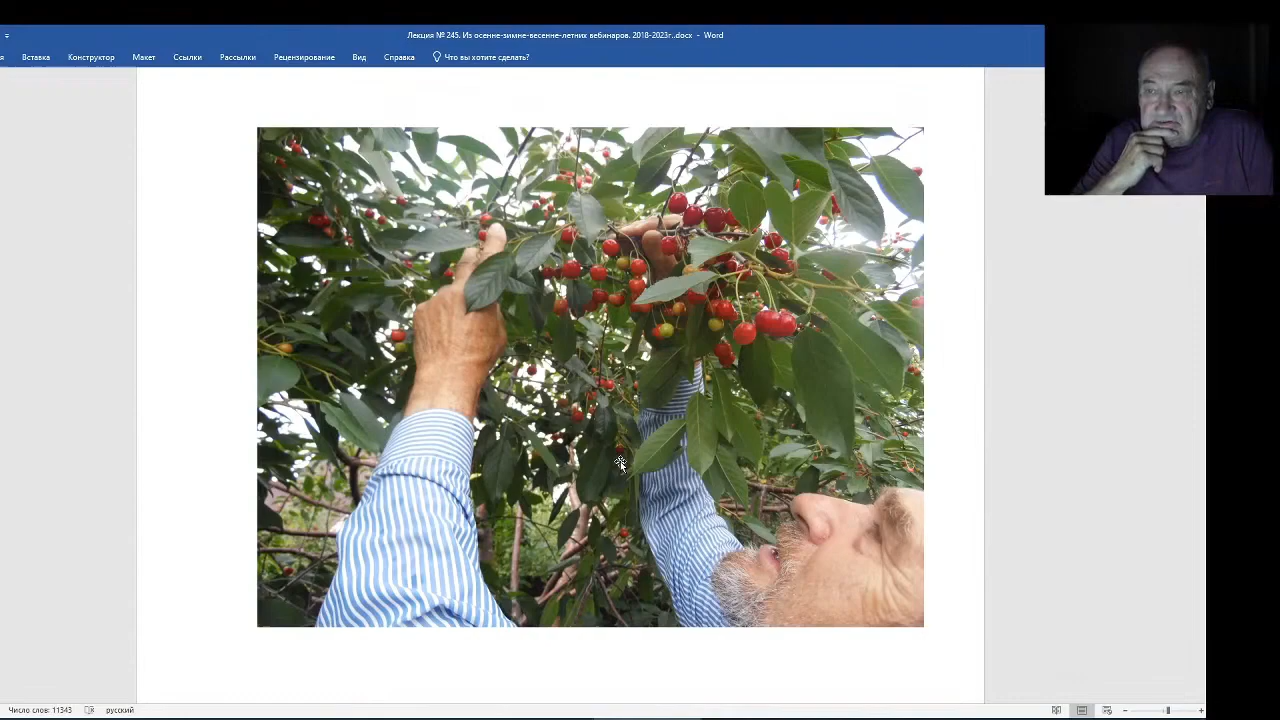 Лекция № 245. Из осенне-зимне-весенне-летних вебинаров. 2018-2023г..docx - Word
я Вставка Конструктор Макет Ссылки Рассылки Рецензирование Вид Справка Что вы хотите сделать?
Число слов: 11343 русский